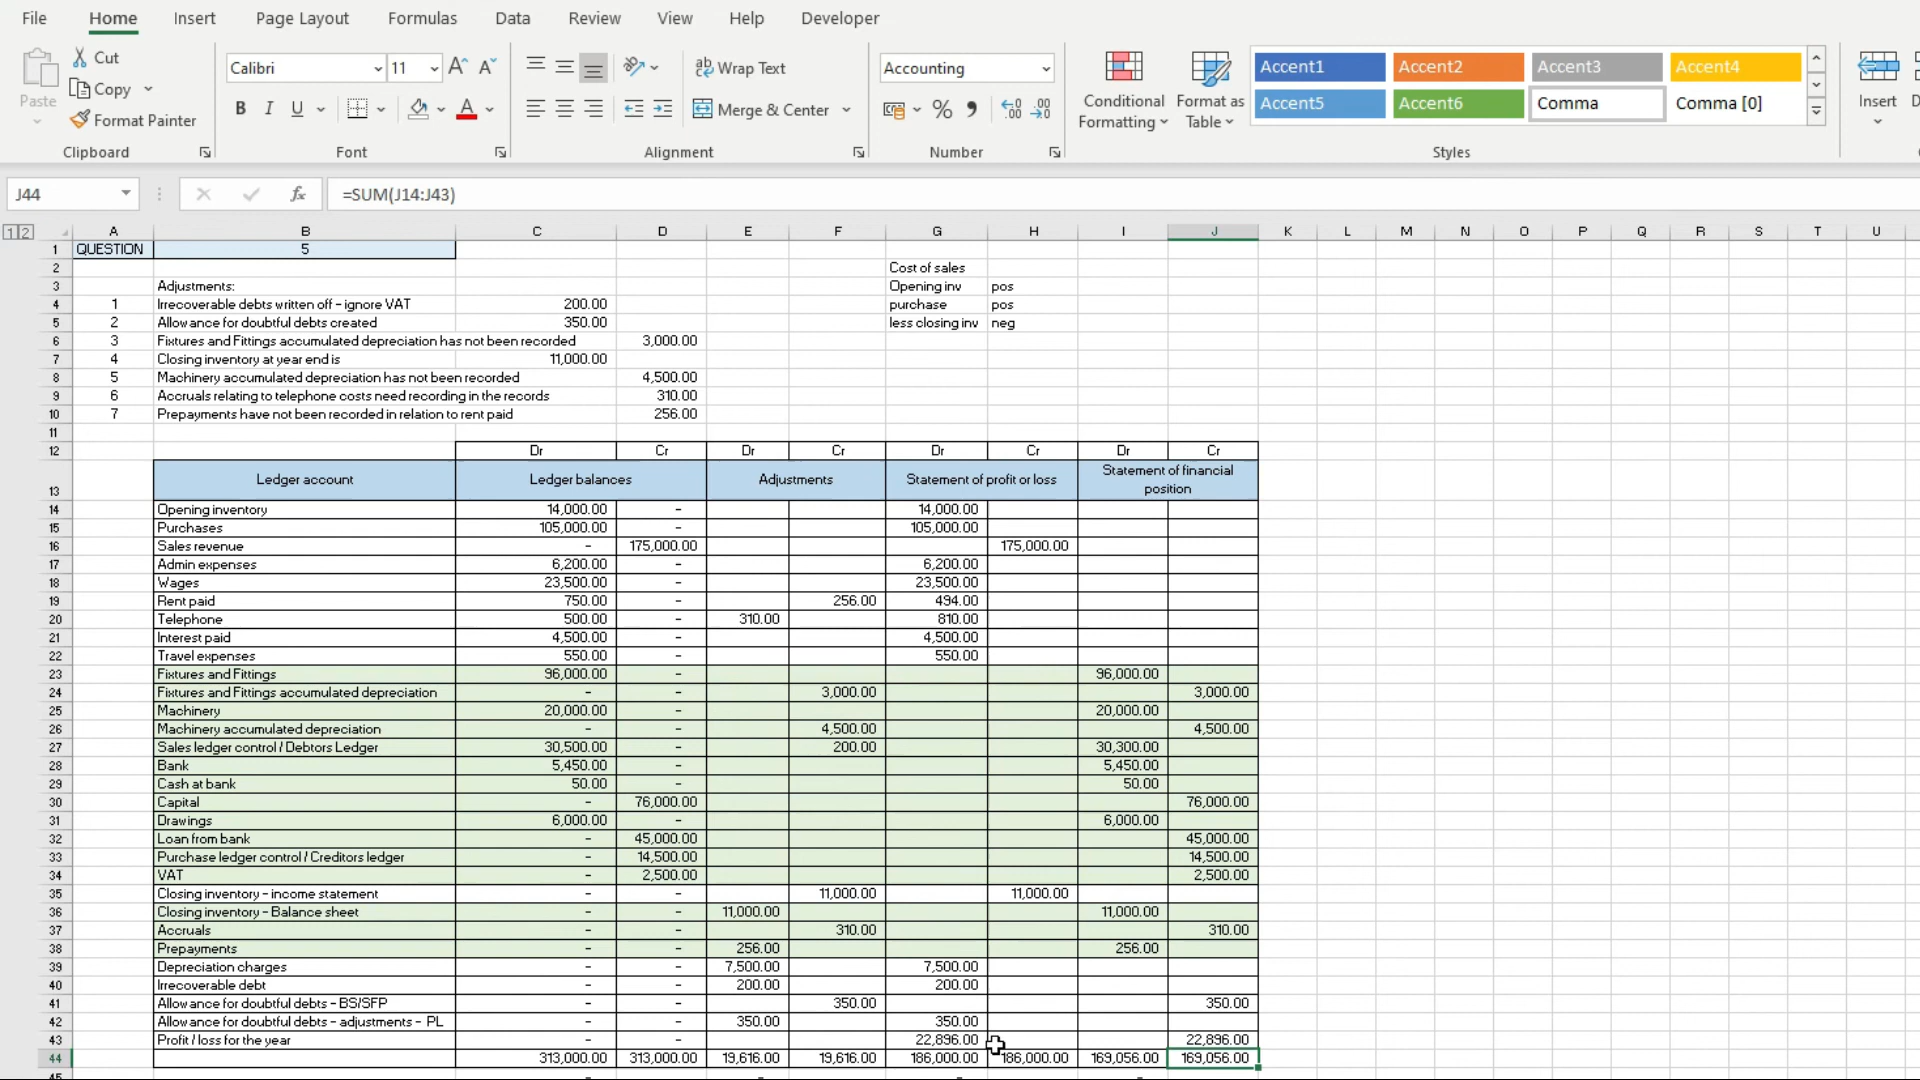 File Home Insert Page Layout Formulas Data Review View Help Developer
Paste Cut Copy Format Painter Clipboard
Calibri 11 A^ A B I U A Font
Wrap Text Merge & Center Alignment
Accounting % Number
Conditional Formatting Format as Table
Accent1 Accent2 Accent3 Accent4
Accent5 Accent6 Comma Comma [0]
Styles
Insert
J44 fx =SUM(J14:J43)
1 2 A B C D E F G H I J K L M N O P Q R S T U
1 QUESTION 5
2 Cost of sales
3 Adjustments: Opening inv pos
4 1 Irrecoverable debts written off - ignore VAT 200.00 purchase pos
5 2 Allowance for doubtful debts created 350.00 less closing inv neg
6 3 Fixtures and Fittings accumulated depreciation has not been recorded 3,000.00
7 4 Closing inventory at year end is 11,000.00
8 5 Machinery accumulated depreciation has not been recorded 4,500.00
9 6 Accruals relating to telephone costs need recording in the records 310.00
10 7 Prepayments have not been recorded in relation to rent paid 256.00
11
12 Dr Cr Dr Cr Dr Cr Dr Cr
13 Ledger account Ledger balances Adjustments Statement of profit or loss Statement of financial position
14 Opening inventory 14,000.00 - 14,000.00
15 Purchases 105,000.00 - 105,000.00
16 Sales revenue - 175,000.00 175,000.00
17 Admin expenses 6,200.00 - 6,200.00
18 Wages 23,500.00 - 23,500.00
19 Rent paid 750.00 - 256.00 494.00
20 Telephone 500.00 - 310.00 810.00
21 Interest paid 4,500.00 - 4,500.00
22 Travel expenses 550.00 - 550.00
23 Fixtures and Fittings 96,000.00 - 96,000.00
24 Fixtures and Fittings accumulated depreciation - - 3,000.00 3,000.00
25 Machinery 20,000.00 - 20,000.00
26 Machinery accumulated depreciation - - 4,500.00 4,500.00
27 Sales ledger control / Debtors Ledger 30,500.00 - 200.00 30,300.00
28 Bank 5,450.00 - 5,450.00
29 Cash at bank 50.00 - 50.00
30 Capital - 76,000.00 76,000.00
31 Drawings 6,000.00 - 6,000.00
32 Loan from bank - 45,000.00 45,000.00
33 Purchase ledger control / Creditors ledger - 14,500.00 14,500.00
34 VAT - 2,500.00 2,500.00
35 Closing inventory - income statement - - 11,000.00 11,000.00
36 Closing inventory - Balance sheet - - 11,000.00 11,000.00
37 Accruals - - 310.00 310.00
38 Prepayments - - 256.00 256.00
39 Depreciation charges - - 7,500.00 7,500.00
40 Irrecoverable debt - - 200.00 200.00
41 Allowance for doubtful debts - BS/SFP - - 350.00 350.00
42 Allowance for doubtful debts - adjustments - PL - - 350.00 350.00
43 Profit / loss for the year 22,896.00 22,896.00
44 313,000.00 313,000.00 19,616.00 19,616.00 186,000.00 186,000.00 169,056.00 169,056.00